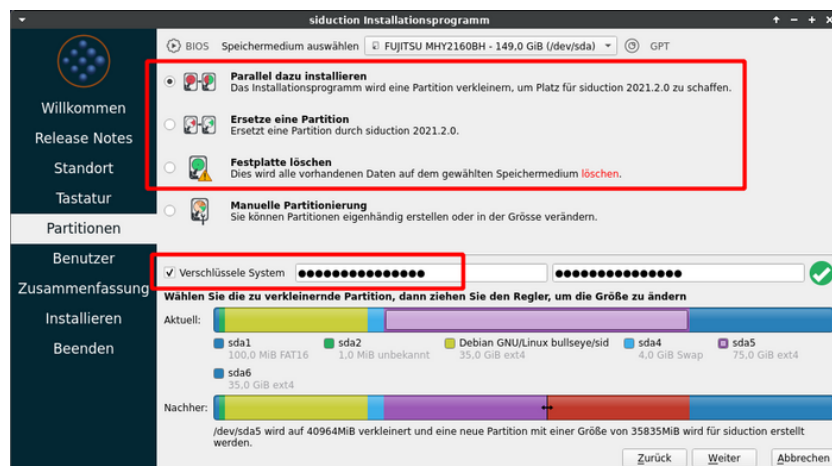 siduction Installationsprogramm
BIOS Speichermedium auswählen FUJITSU MHY2160BH - 149,0 GiB (/dev/sda) GPT
Willkommen
Release Notes
Standort
Tastatur
Partitionen
Benutzer
Zusammenfassung
Installieren
Beenden
Parallel dazu installieren
Das Installationsprogramm wird eine Partition verkleinern, um Platz für siduction 2021.2.0 zu schaffen.
Ersetze eine Partition
Ersetzt eine Partition durch siduction 2021.2.0.
Festplatte löschen
Dies wird alle vorhandenen Daten auf dem gewählten Speichermedium löschen.
Manuelle Partitionierung
Sie können Partitionen eigenhändig erstellen oder in der Grösse verändern.
Verschlüssele System
Wählen Sie die zu verkleinernde Partition, dann ziehen Sie den Regler, um die Größe zu ändern
Aktuell:
sda1 sda2 Debian GNU/Linux bullseye/sid sda4 sda5
100,0 MiB FAT16 1,0 MiB unbekannt 35,0 GiB ext4 4,0 GiB Swap 75,0 GiB ext4
sda6
35,0 GiB ext4
Nachher:
/dev/sda5 wird auf 40964MiB verkleinert und eine neue Partition mit einer Größe von 35835MiB wird für siduction erstellt
werden.
Zurück Weiter Abbrechen